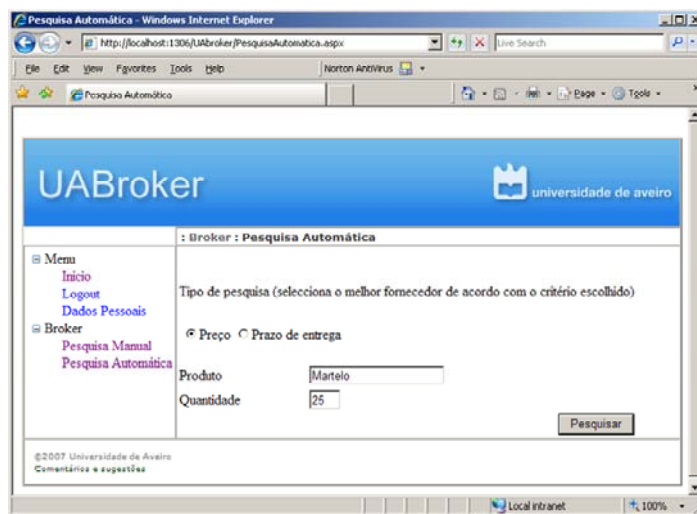 Pesquisa Automática - Windows Internet Explorer
http://localhost:1306/UAbroker/PesquisaAutomatica.aspx
Live Search
File Edit View Favorites Tools Help
Norton AntiVirus
Pesquisa Automática
Page Tools
UABroker
universidade de aveiro
: Broker : Pesquisa Automática
Menu
Inicio
Logout
Dados Pessoais
Broker
Pesquisa Manual
Pesquisa Automática
Tipo de pesquisa (selecciona o melhor fornecedor de acordo com o critério escolhido)
Preço Prazo de entrega
Produto Martelo
Quantidade 25
Pesquisar
©2007 Universidade de Aveiro
Comentários e sugestões
Local intranet 100%